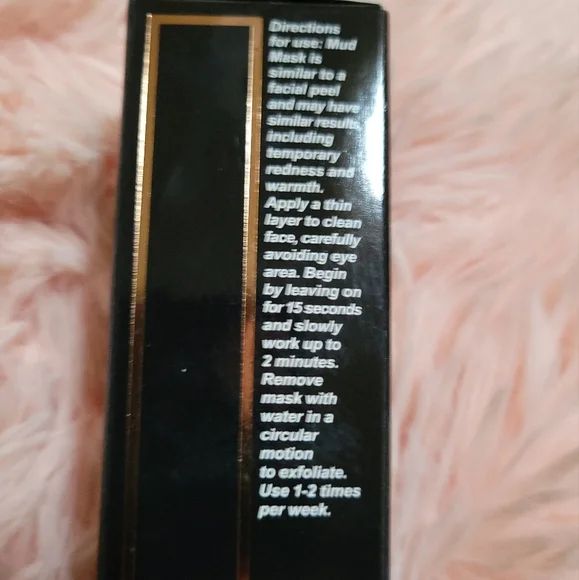 Directions
for use: Mud
Mask is
similar to a
facial peel
and may have
similar results,
including
temporary
redness and
warmth.
Apply a thin
layer to clean
face, carefully
avoiding eye
area. Begin
by leaving on
for 15 seconds
and slowly
work up to
2 minutes.
Remove
mask with
water in a
circular
motion
to exfoliate.
Use 1-2 times
per week.